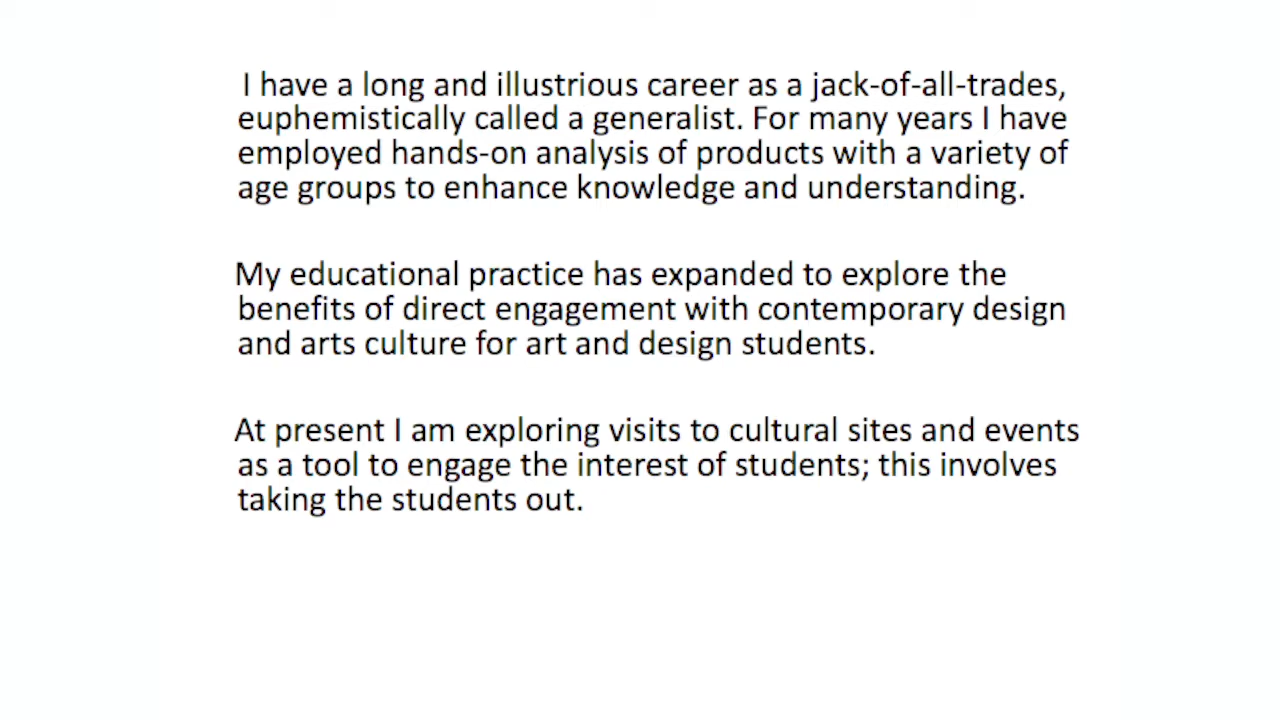 I have a long and illustrious career as a jack-of-all-trades,
euphemistically called a generalist. For many years I have
employed hands-on analysis of products with a variety of
age groups to enhance knowledge and understanding.
My educational practice has expanded to explore the
benefits of direct engagement with contemporary design
and arts culture for art and design students.
At present I am exploring visits to cultural sites and events
as a tool to engage the interest of students; this involves
taking the students out.